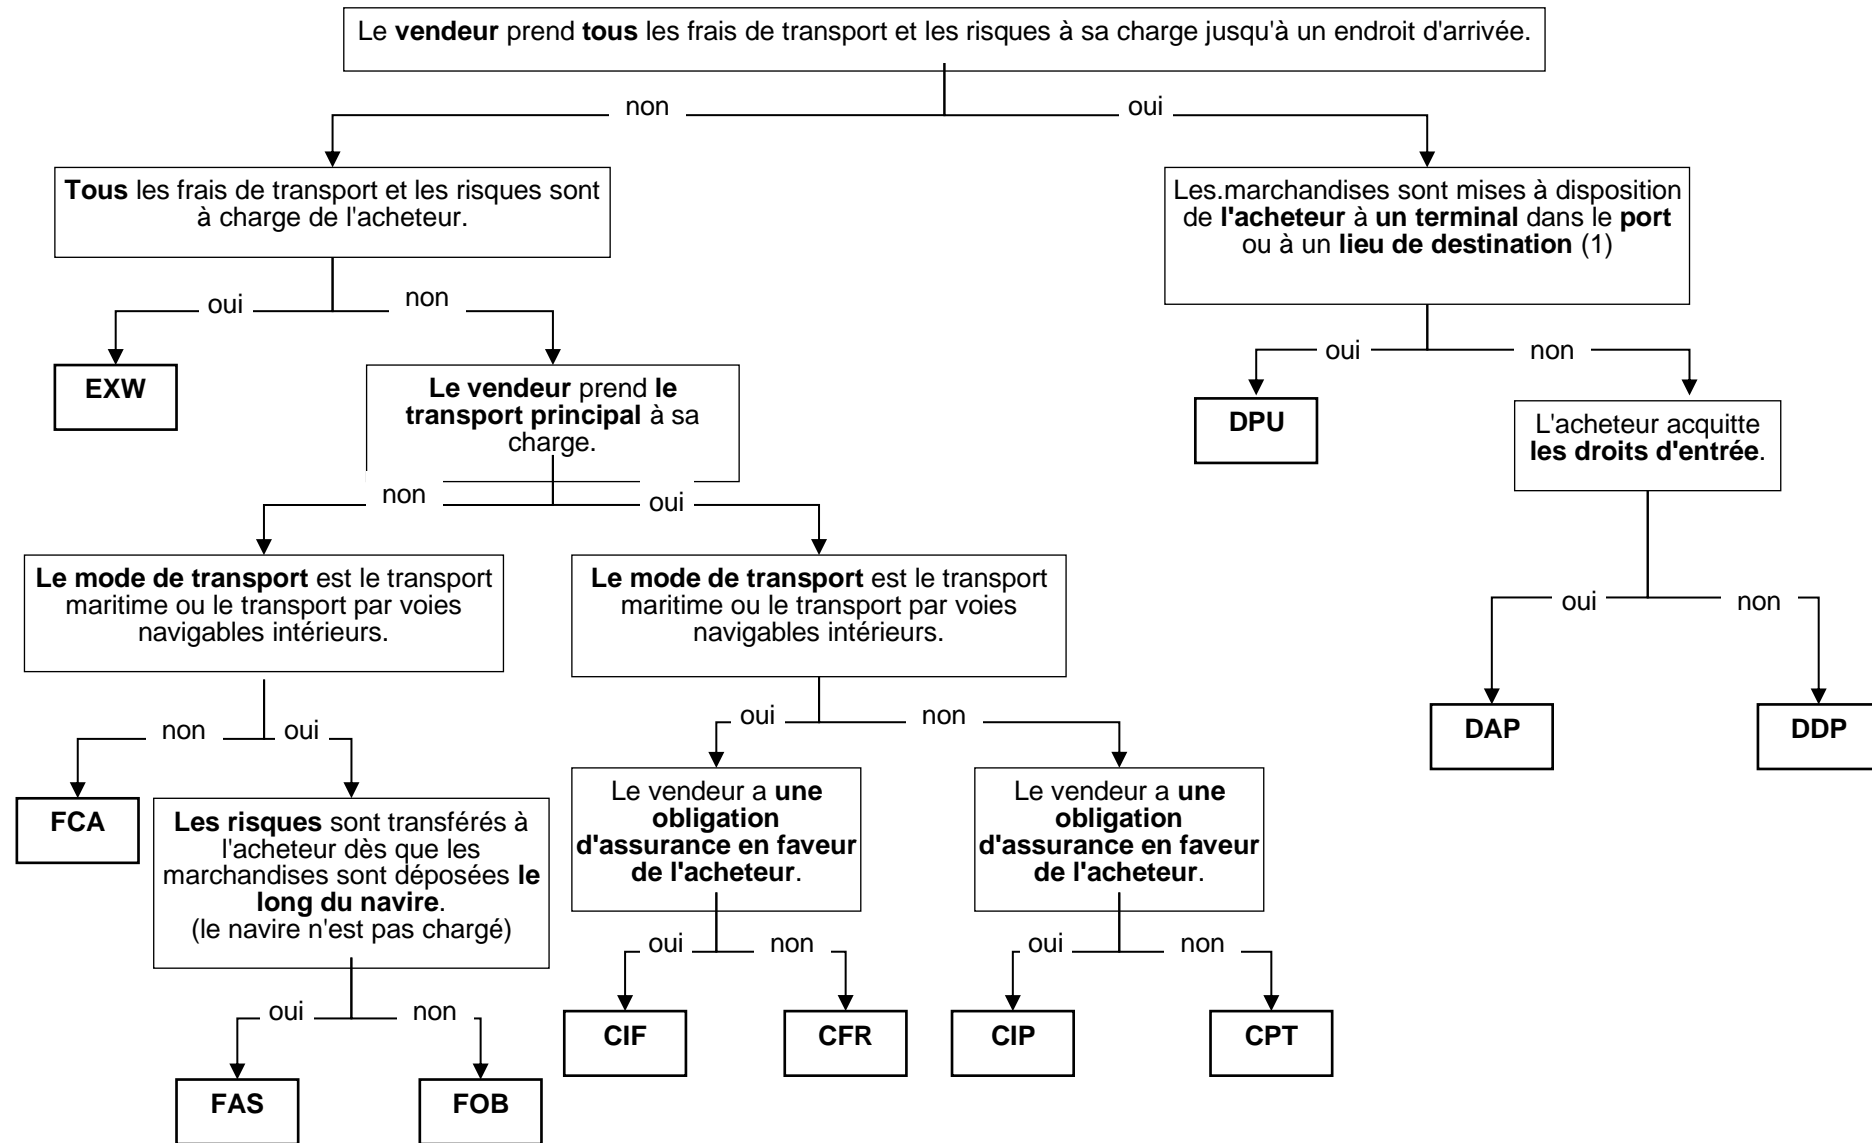 Le vendeur prend tous les frais de transport et les risques à sa charge jusqu'à un endroit d'arrivée.
non
oui
Tous les frais de transport et les risques sont
à charge de l'acheteur.
Les.marchandises sont mises à disposition
de l'acheteur à un terminal dans le port
ou à un lieu de destination (1)
oui
non
oui
non
EXW
Le vendeur prend le
transport principal à sa
charge.
DPU
L'acheteur acquitte
les droits d'entrée.
non
oui
Le mode de transport est le transport
maritime ou le transport par voies
navigables intérieurs.
Le mode de transport est le transport
maritime ou le transport par voies
navigables intérieurs.
oui
non
non
oui
oui
non
DAP
DDP
FCA
Les risques sont transférés à
l'acheteur dès que les
marchandises sont déposées le
long du navire.
(le navire n'est pas chargé)
Le vendeur a une
obligation
d'assurance en faveur
de l'acheteur.
Le vendeur a une
obligation
d'assurance en faveur
de l'acheteur.
oui
non
oui
non
oui
non
CIF
CFR
CIP
CPT
FAS
FOB